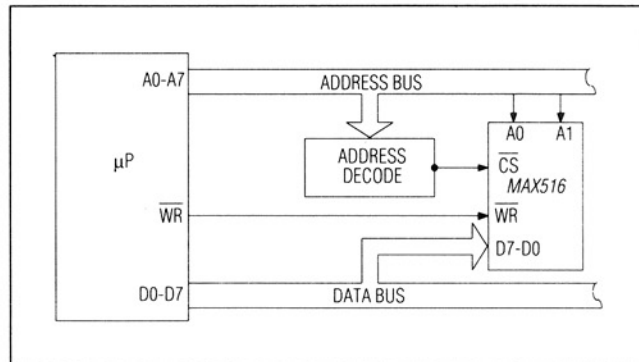 A0-A7
ADDRESS BUS
µP
ADDRESS
DECODE
A0 A1
CS
MAX516
WR
WR
D7-D0
D0-D7
DATA BUS